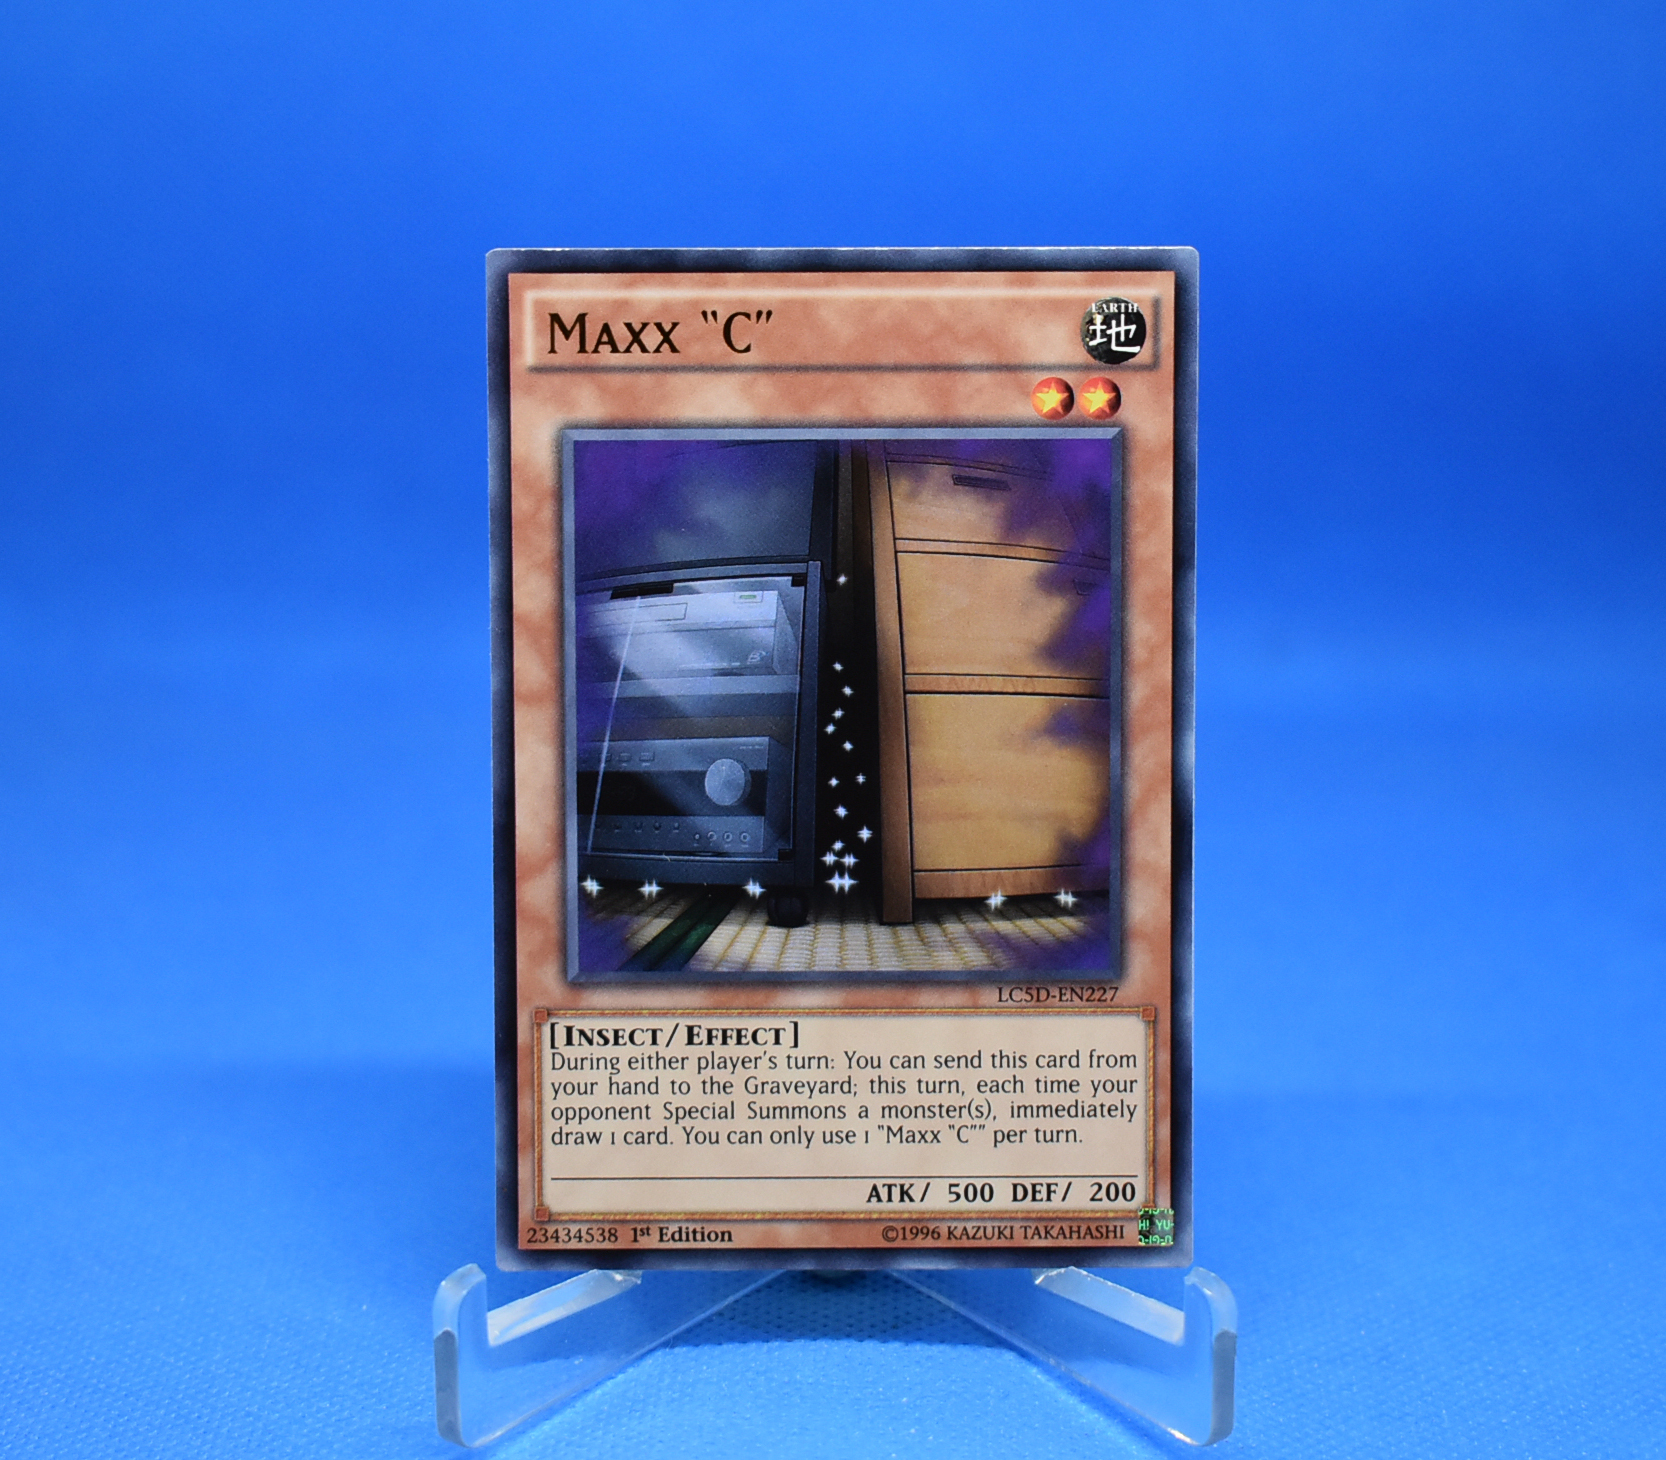 Maxx "C"
EARTH
地
LC5D-EN227
[Insect/Effect]
During either player's turn: You can send this card from
your hand to the Graveyard; this turn, each time your
opponent Special Summons a monster(s), immediately
draw 1 card. You can only use 1 "Maxx "C"" per turn.
ATK/ 500 DEF/ 200
23434538 1st Edition
©1996 KAZUKI TAKAHASHI